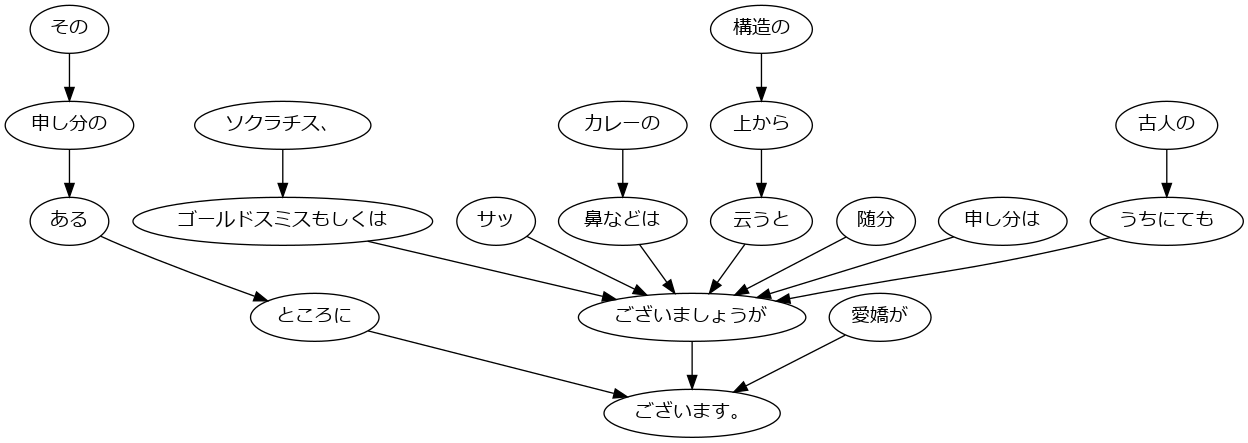 その
構造の
申し分の
ソクラチス、
カレーの
上から
古人の
ある
ゴールドスミスもしくは
サッ
鼻などは
云うと
随分
申し分は
うちにても
ところに
ございましょうが
愛嬌が
ございます。